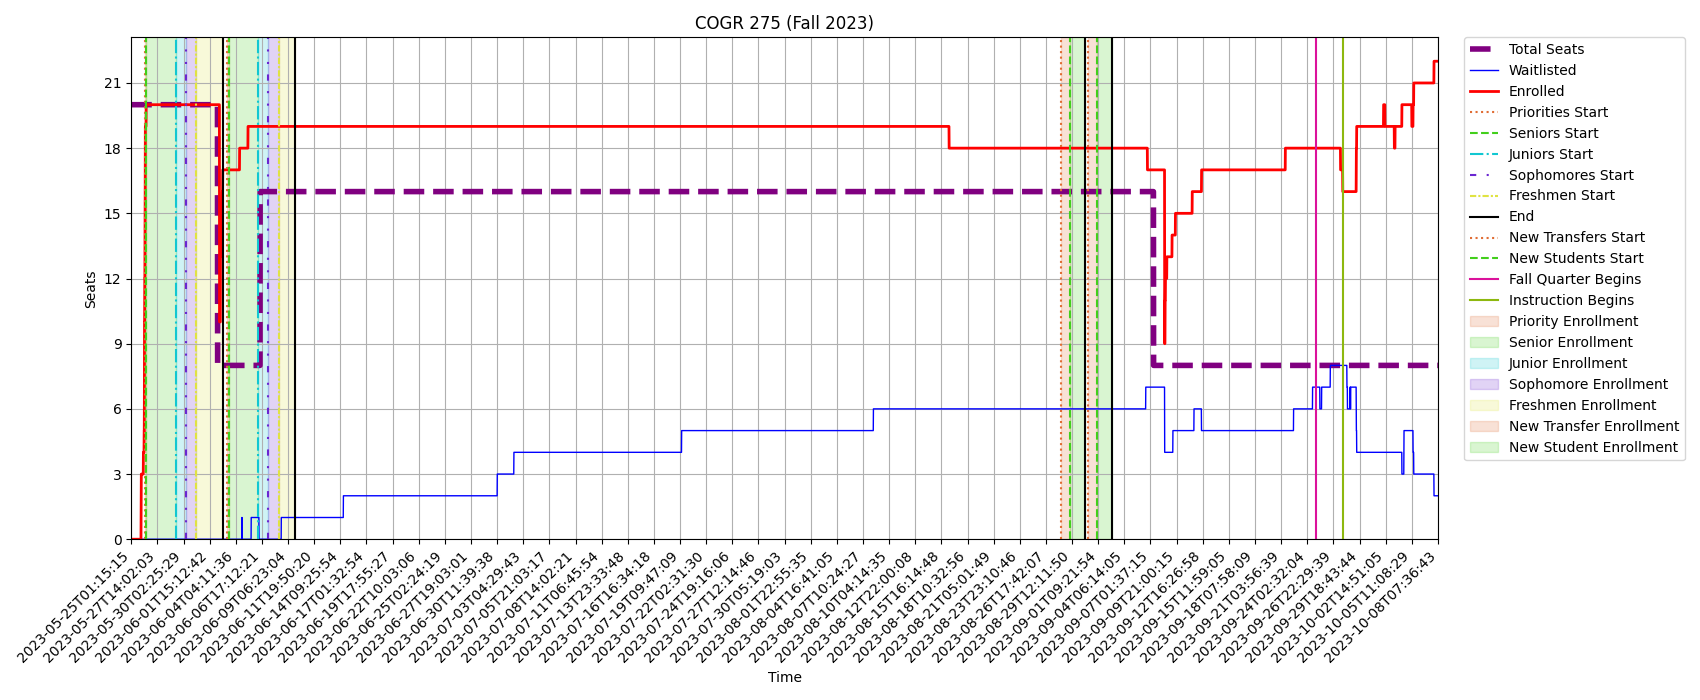 COGR 275 (Fall 2023)
Seats
21
18
15
12
9
6
3
0
2023-05-25T01:15:15
2023-05-27T14:02:03
2023-05-30T02:25:29
2023-06-01T15:12:42
2023-06-04T04:11:36
2023-06-06T17:12:21
2023-06-09T06:23:04
2023-06-11T19:50:20
2023-06-14T09:25:54
2023-06-17T01:32:54
2023-06-19T17:55:27
2023-06-22T10:03:06
2023-06-25T02:24:19
2023-06-27T19:03:01
2023-06-30T11:39:38
2023-07-03T04:29:43
2023-07-05T21:03:17
2023-07-08T14:02:21
2023-07-11T06:45:54
2023-07-13T23:33:48
2023-07-16T16:34:18
2023-07-19T09:47:09
2023-07-22T02:31:30
2023-07-24T19:16:06
2023-07-27T12:14:46
2023-07-30T05:19:03
2023-08-01T22:55:35
2023-08-04T16:41:05
2023-08-07T10:24:27
2023-08-10T04:14:35
2023-08-12T22:00:08
2023-08-15T16:14:48
2023-08-18T10:32:56
2023-08-21T05:01:49
2023-08-23T23:10:46
2023-08-26T17:42:07
2023-08-29T12:11:50
2023-09-01T09:21:54
2023-09-04T06:14:05
2023-09-07T01:37:15
2023-09-09T21:00:15
2023-09-12T16:26:58
2023-09-15T11:59:05
2023-09-18T07:58:09
2023-09-21T03:56:39
2023-09-24T02:32:04
2023-09-26T22:29:39
2023-09-29T18:43:44
2023-10-02T14:51:05
2023-10-05T11:08:29
2023-10-08T07:36:43
Time
Total Seats
Waitlisted
Enrolled
Priorities Start
Seniors Start
Juniors Start
Sophomores Start
Freshmen Start
End
New Transfers Start
New Students Start
Fall Quarter Begins
Instruction Begins
Priority Enrollment
Senior Enrollment
Junior Enrollment
Sophomore Enrollment
Freshmen Enrollment
New Transfer Enrollment
New Student Enrollment